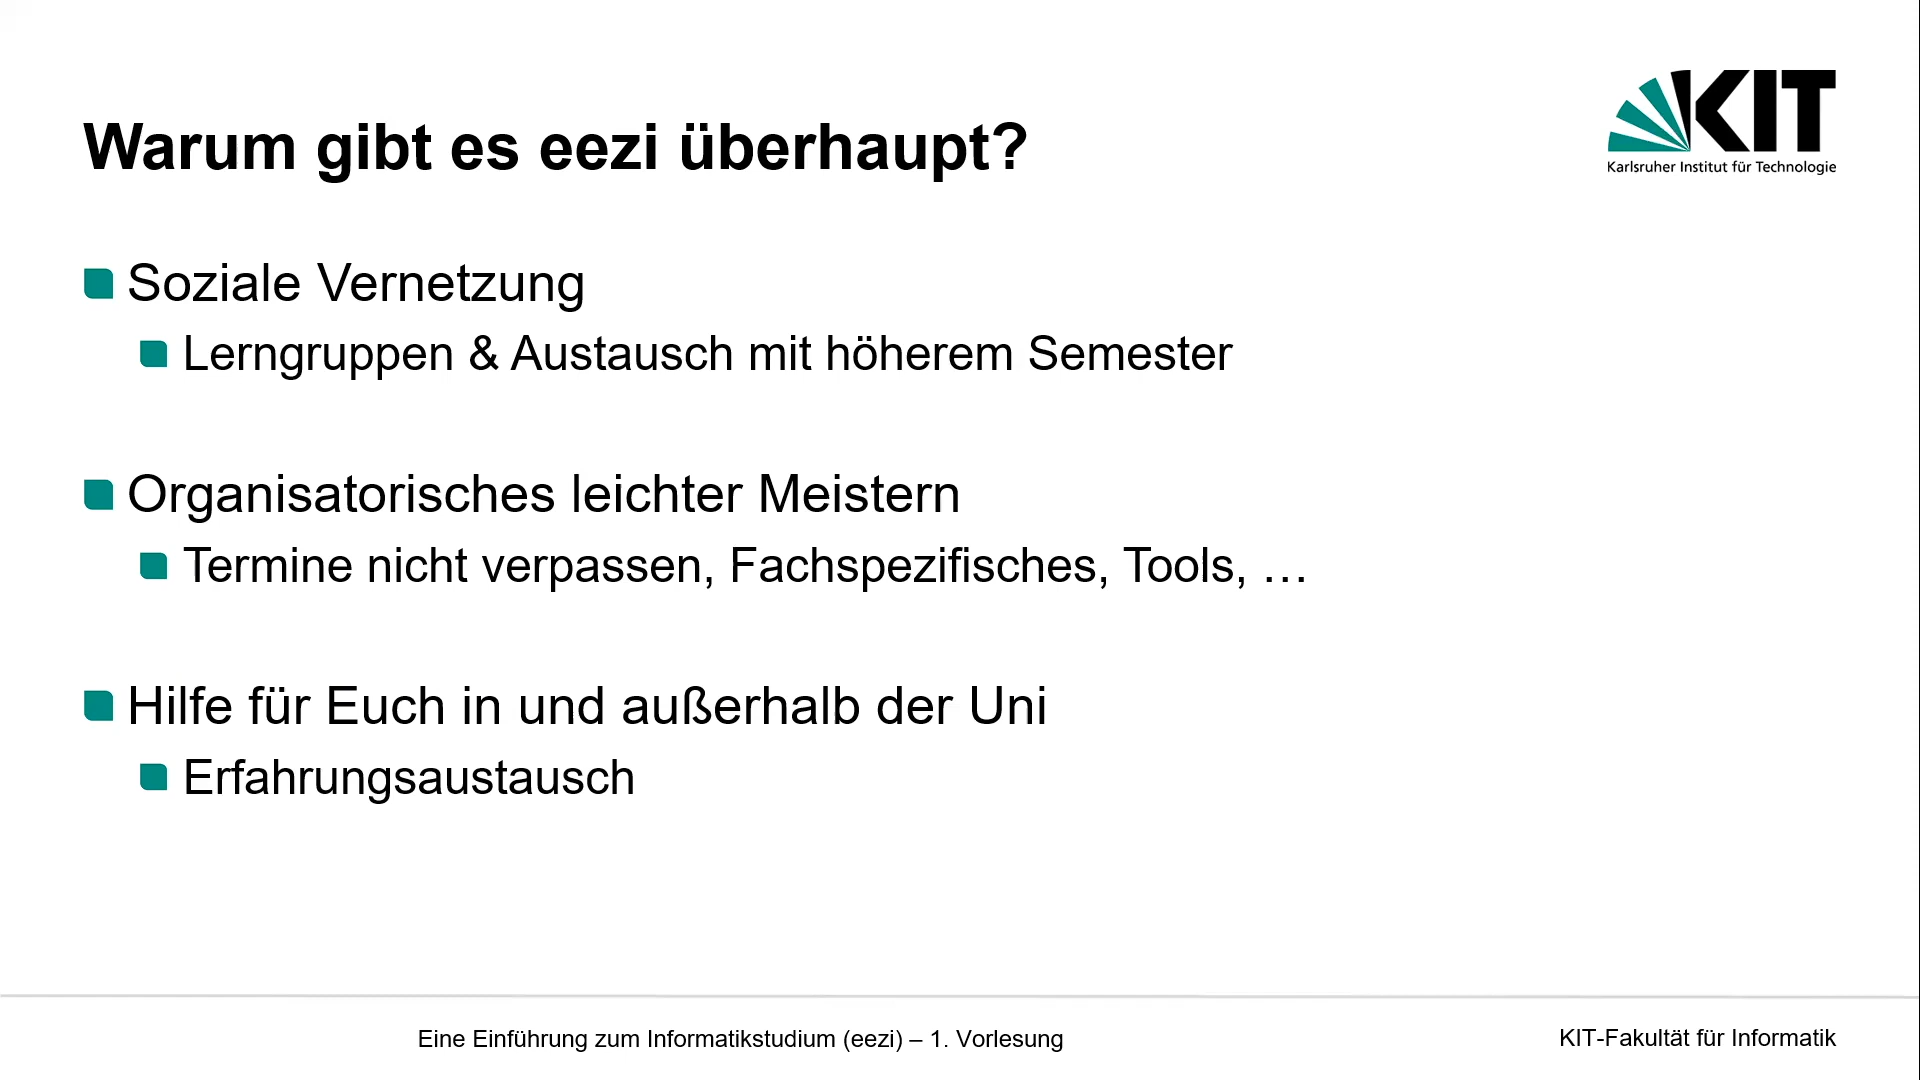 KIT
Karlsruher Institut für Technologie
Warum gibt es eezi überhaupt?
Soziale Vernetzung
Lerngruppen & Austausch mit höherem Semester
Organisatorisches leichter Meistern
Termine nicht verpassen, Fachspezifisches, Tools, …
Hilfe für Euch in und außerhalb der Uni
Erfahrungsaustausch
Eine Einführung zum Informatikstudium (eezi) – 1. Vorlesung
KIT-Fakultät für Informatik